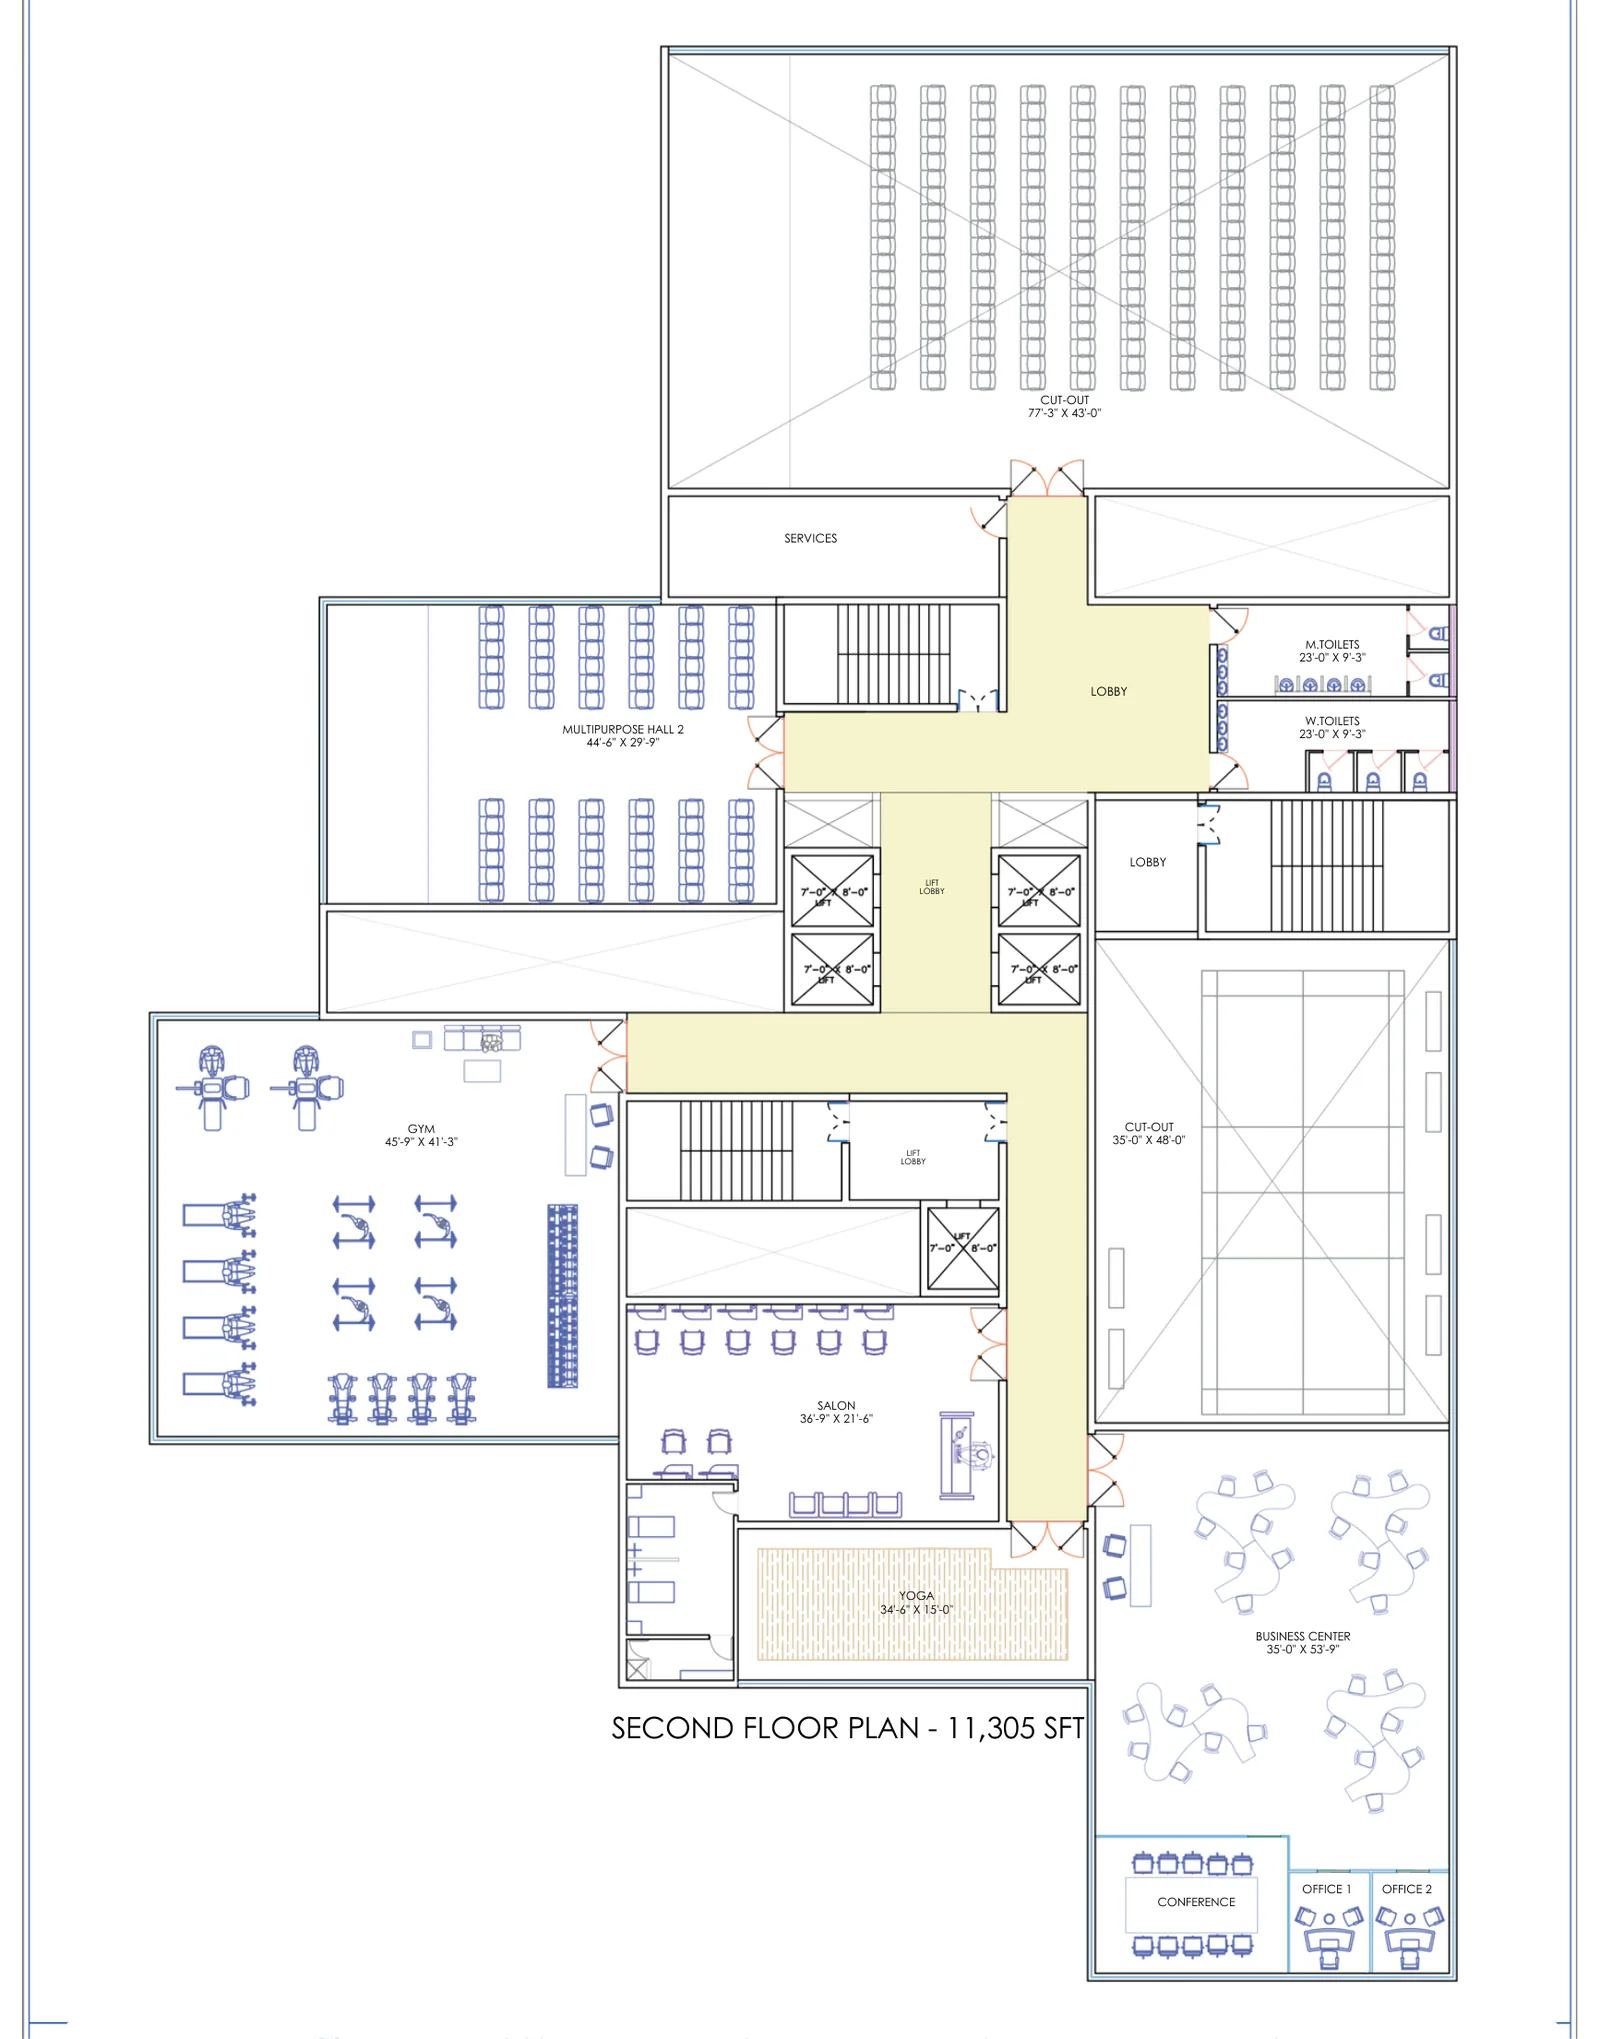 CUT-OUT
77'-3" X 43'-0"
SERVICES
M.TOILETS
23'-0" X 9'-3"
LOBBY
W.TOILETS
23'-0" X 9'-3"
MULTIPURPOSE HALL 2
44'-6" X 29'-9"
LOBBY
LIFT
LOBBY
7'-0" X 8'-0"
LIFT
7'-0" X 8'-0"
LIFT
7'-0" X 8'-0"
LIFT
7'-0" X 8'-0"
LIFT
GYM
45'-9" X 41'-3"
CUT-OUT
35'-0" X 48'-0"
LIFT
LOBBY
LIFT
7'-0" X 8'-0"
SALON
36'-9" X 21'-6"
YOGA
34'-6" X 15'-0"
BUSINESS CENTER
35'-0" X 53'-9"
SECOND FLOOR PLAN - 11,305 SFT
CONFERENCE
OFFICE 1
OFFICE 2